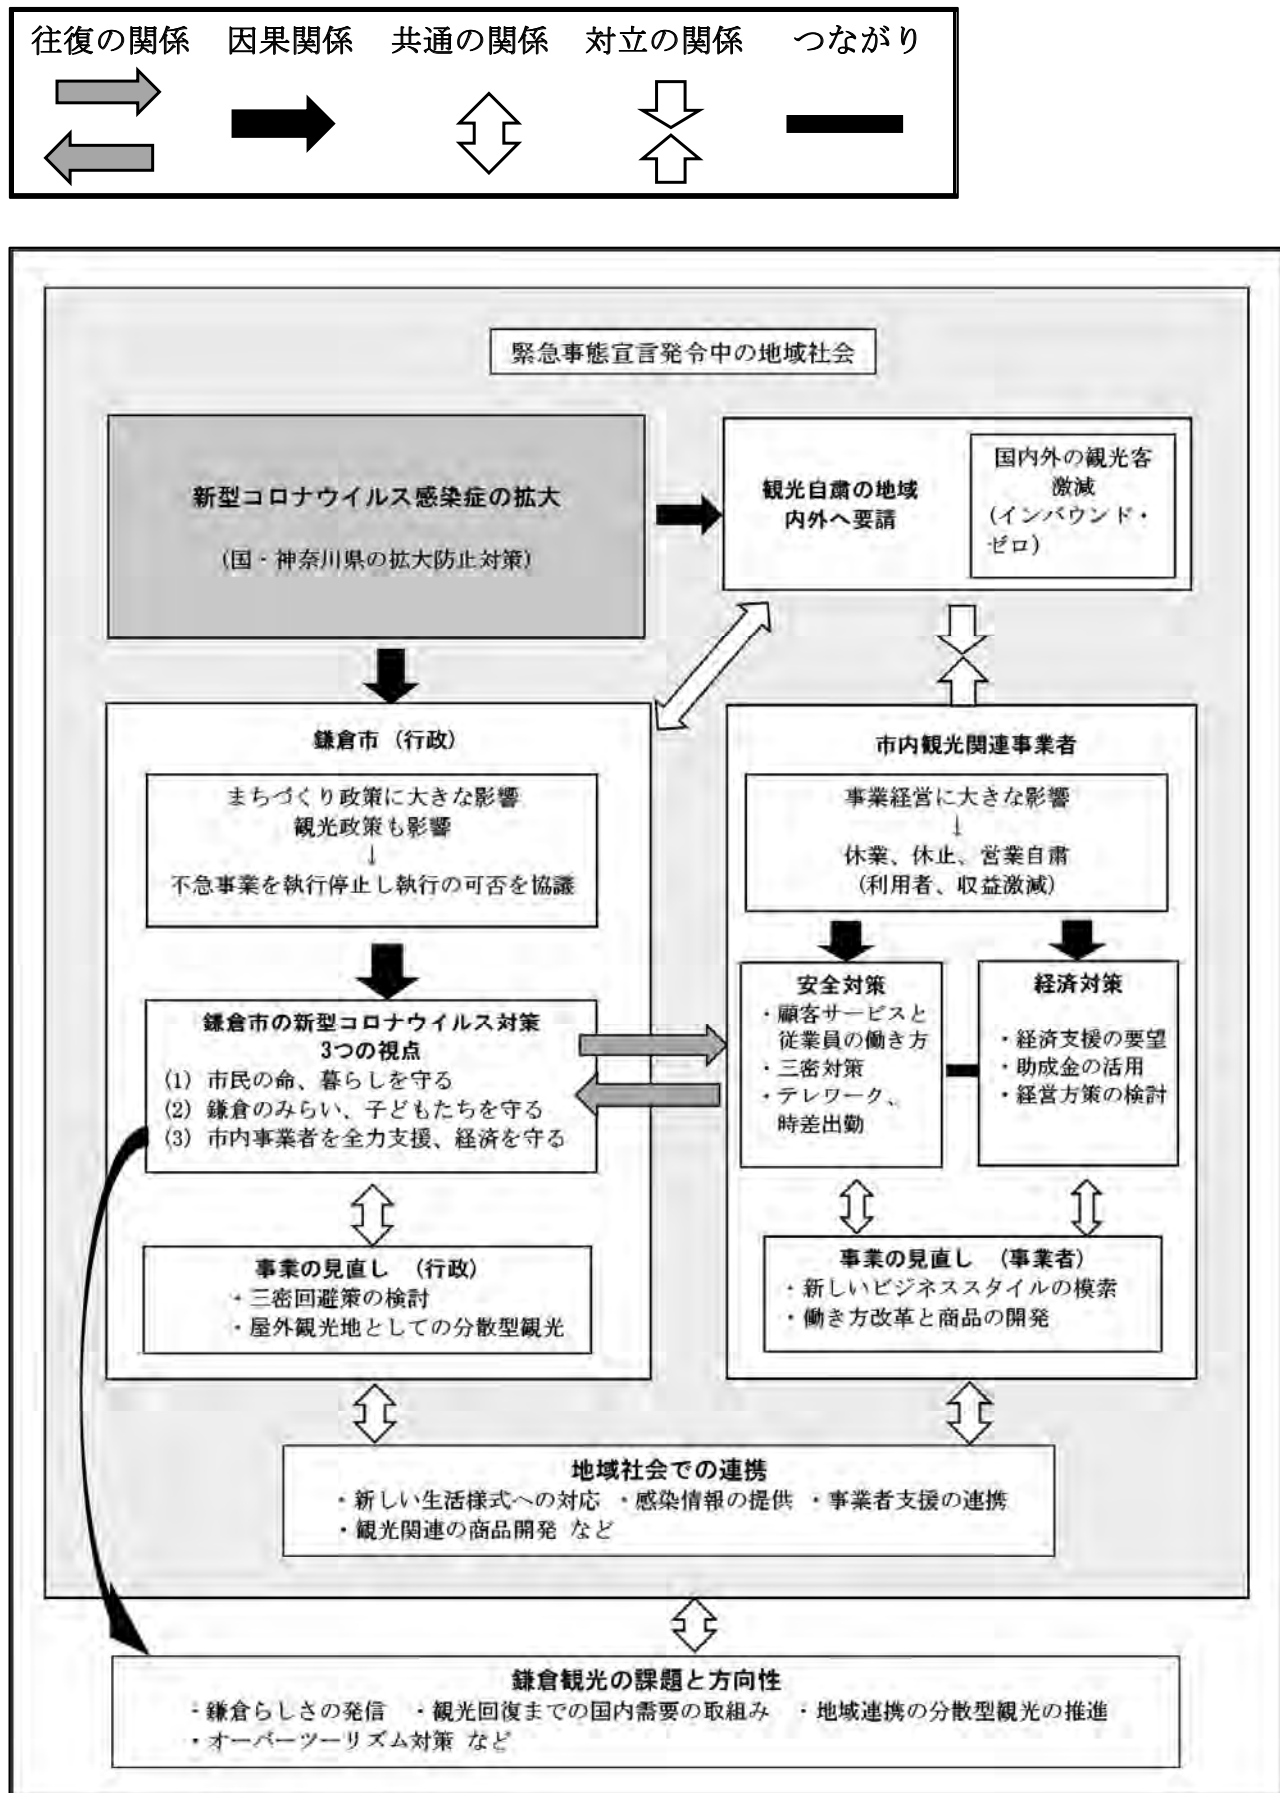 往復の関係 因果関係 共通の関係 対立の関係 つながり
緊急事態宣言発令中の地域社会
新型コロナウイルス感染症の拡大
(国・神奈川県の拡大防止対策)
観光自粛の地域
内外へ要請
国内外の観光客
激減
(インバウンド・
ゼロ)
鎌倉市 (行政)
まちづくり政策に大きな影響
観光政策も影響
↓
不急事業を執行停止し執行の可否を協議
鎌倉市の新型コロナウイルス対策
3つの視点
(1) 市民の命、暮らしを守る
(2) 鎌倉のみらい、子どもたちを守る
(3) 市内事業者を全力支援、経済を守る
事業の見直し (行政)
・三密回避策の検討
・屋外観光地としての分散型観光
市内観光関連事業者
事業経営に大きな影響
↓
休業、休止、営業自粛
(利用者、収益激減)
安全対策
・顧客サービスと
従業員の働き方
・三密対策
・テレワーク、
時差出勤
経済対策
・経済支援の要望
・助成金の活用
・経営方策の検討
事業の見直し (事業者)
・新しいビジネススタイルの模索
・働き方改革と商品の開発
地域社会での連携
・新しい生活様式への対応 ・感染情報の提供 ・事業者支援の連携
・観光関連の商品開発 など
鎌倉観光の課題と方向性
・鎌倉らしさの発信 ・観光回復までの国内需要の取組み ・地域連携の分散型観光の推進
・オーバーツーリズム対策 など